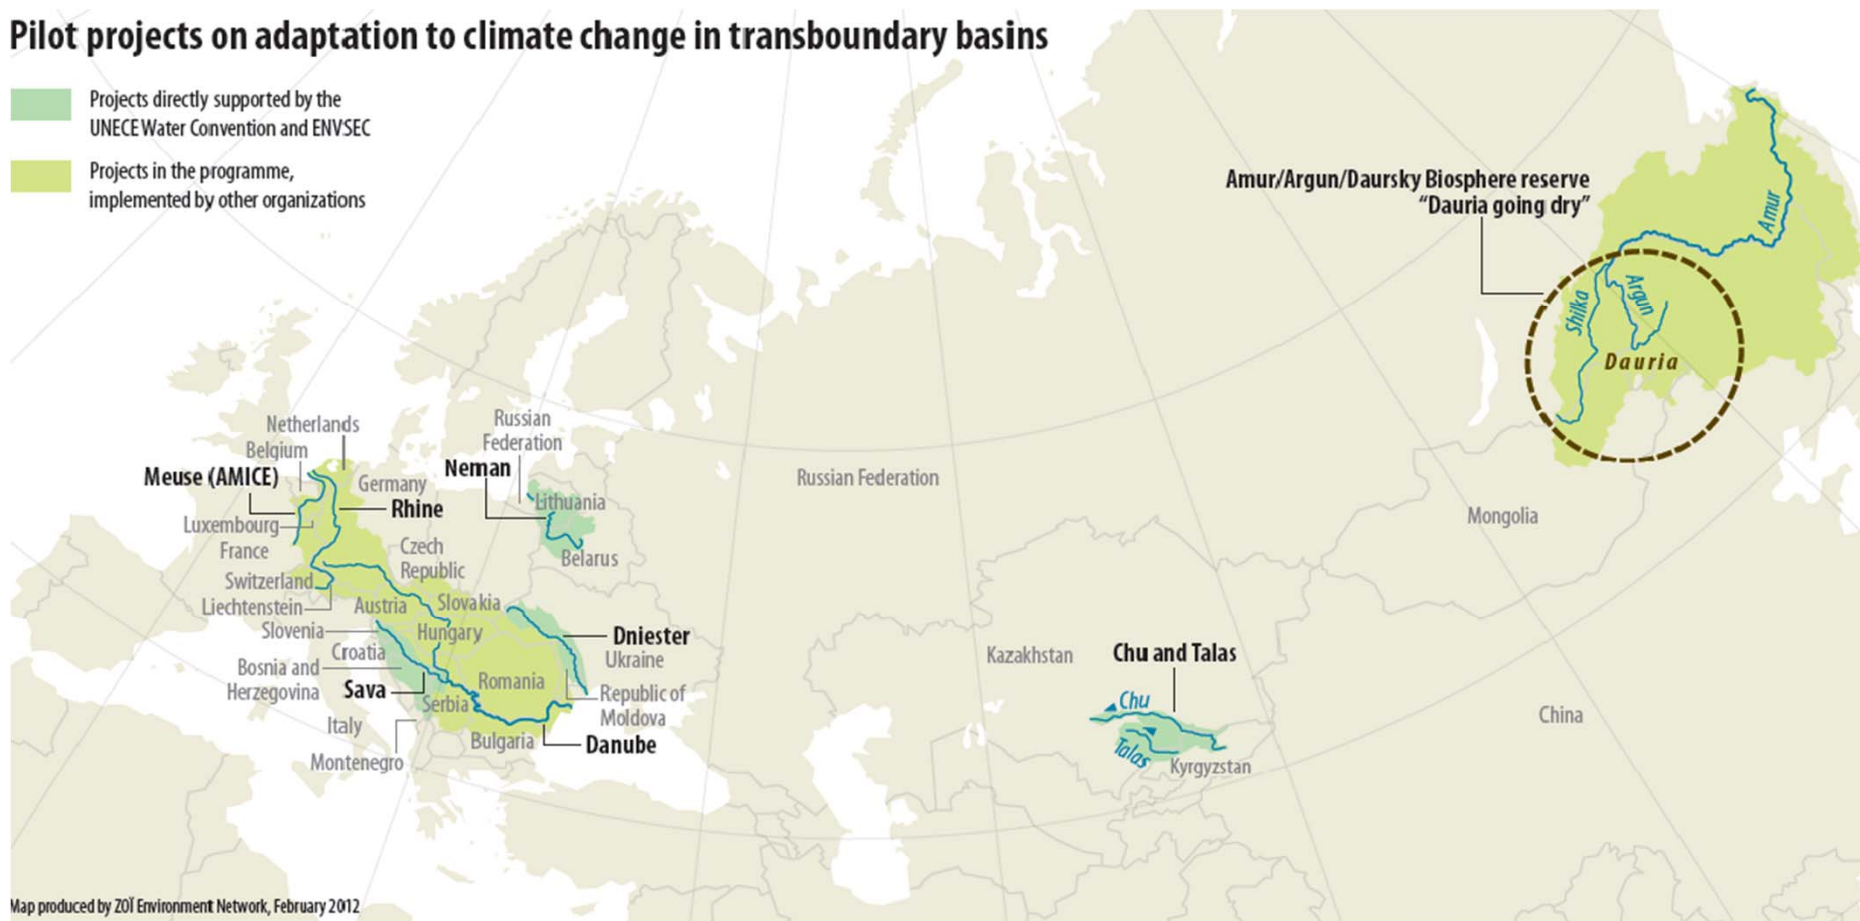 Pilot projects on adaptation to climate change in transboundary basins
Projects directly supported by the
UNECE Water Convention and ENVSEC
Projects in the programme,
implemented by other organizations
Amur/Argun/Daursky Biosphere reserve
“Dauria going dry”
Amur
Shilka
Argun
Dauria
Netherlands
Belgium
Meuse (AMICE)
Germany
Rhine
Luxembourg
France
Czech
Republic
Switzerland
Liechtenstein
Austria
Slovakia
Slovenia
Hungary
Croatia
Bosnia and
Herzegovina
Sava
Serbia
Romania
Italy
Montenegro
Bulgaria
Danube
Russian
Federation
Neman
Lithuania
Belarus
Dniester
Ukraine
Republic of
Moldova
Russian Federation
Kazakhstan
Chu and Talas
Chu
Talas
Kyrgyzstan
Mongolia
China
Map produced by ZOÏ Environment Network, February 2012